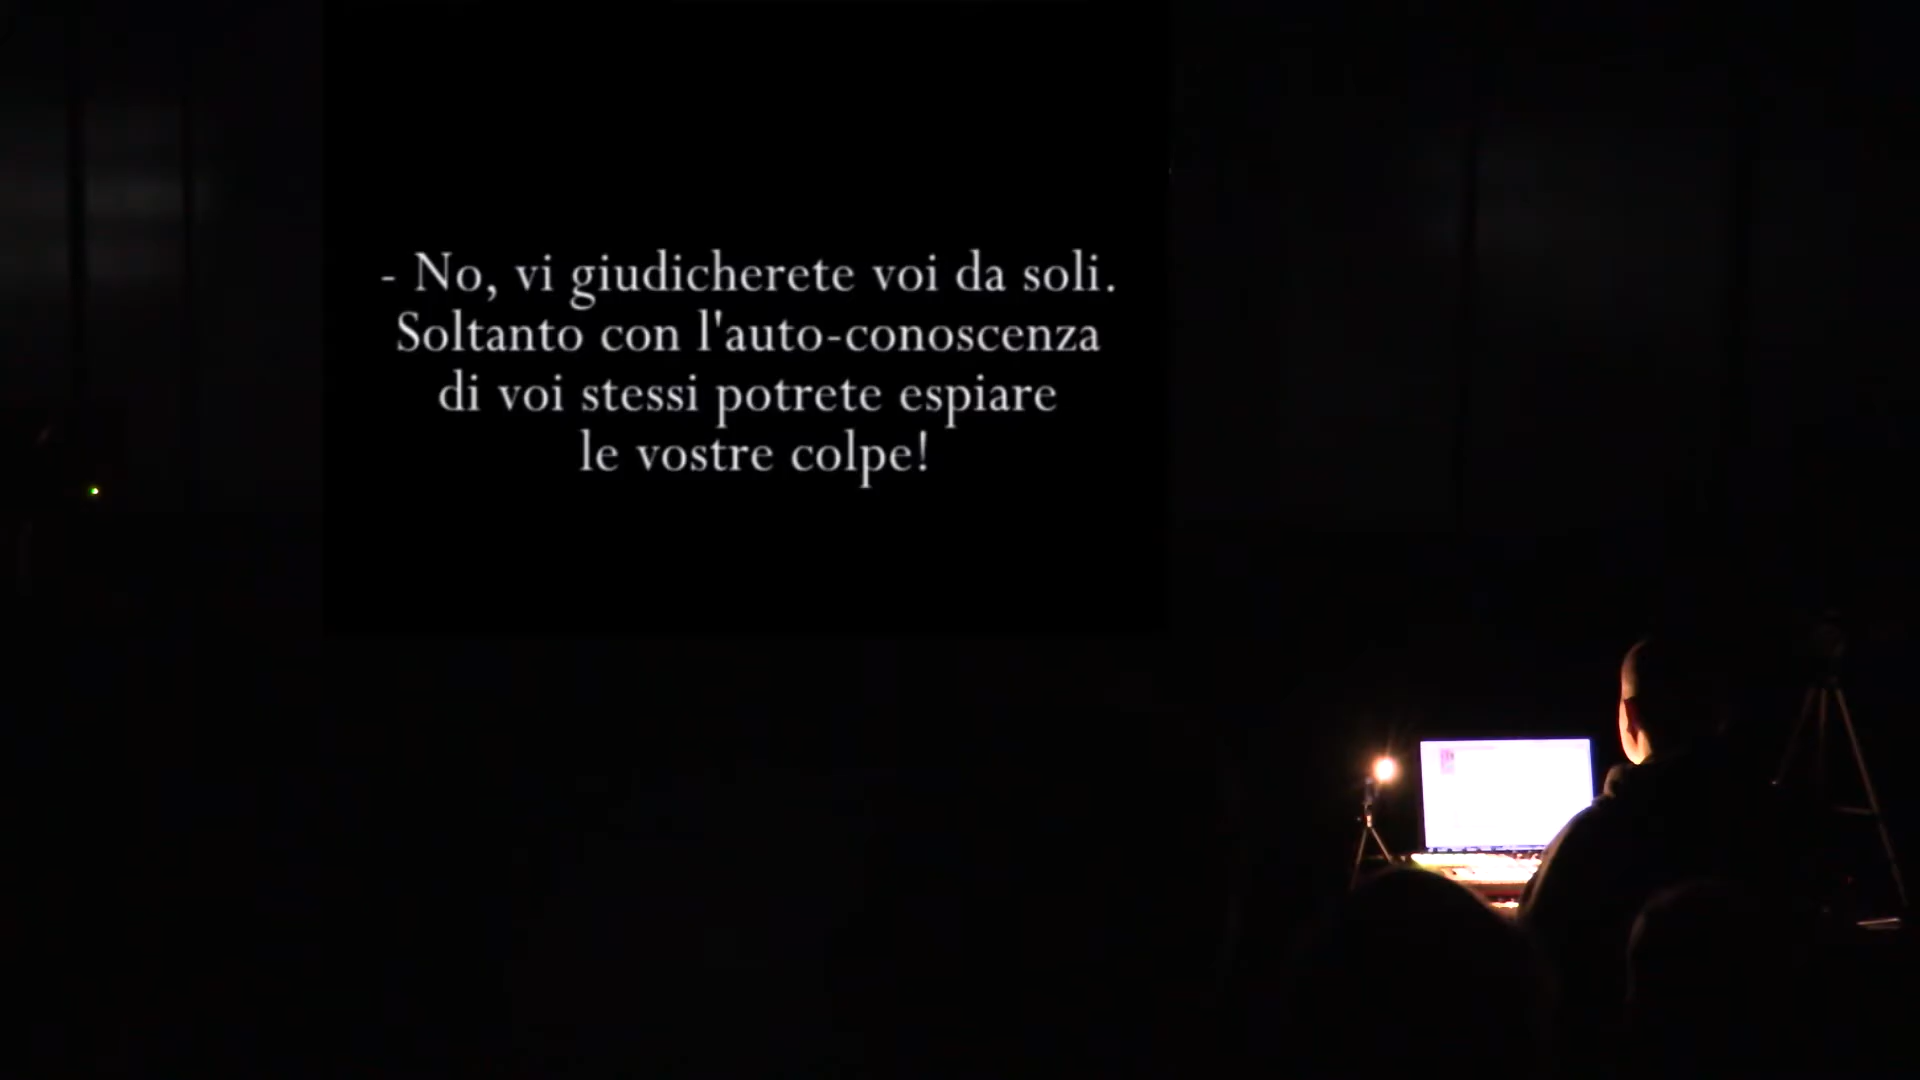 - No, vi giudicherete voi da soli.
Soltanto con l'auto-conoscenza
di voi stessi potrete espiare
le vostre colpe!